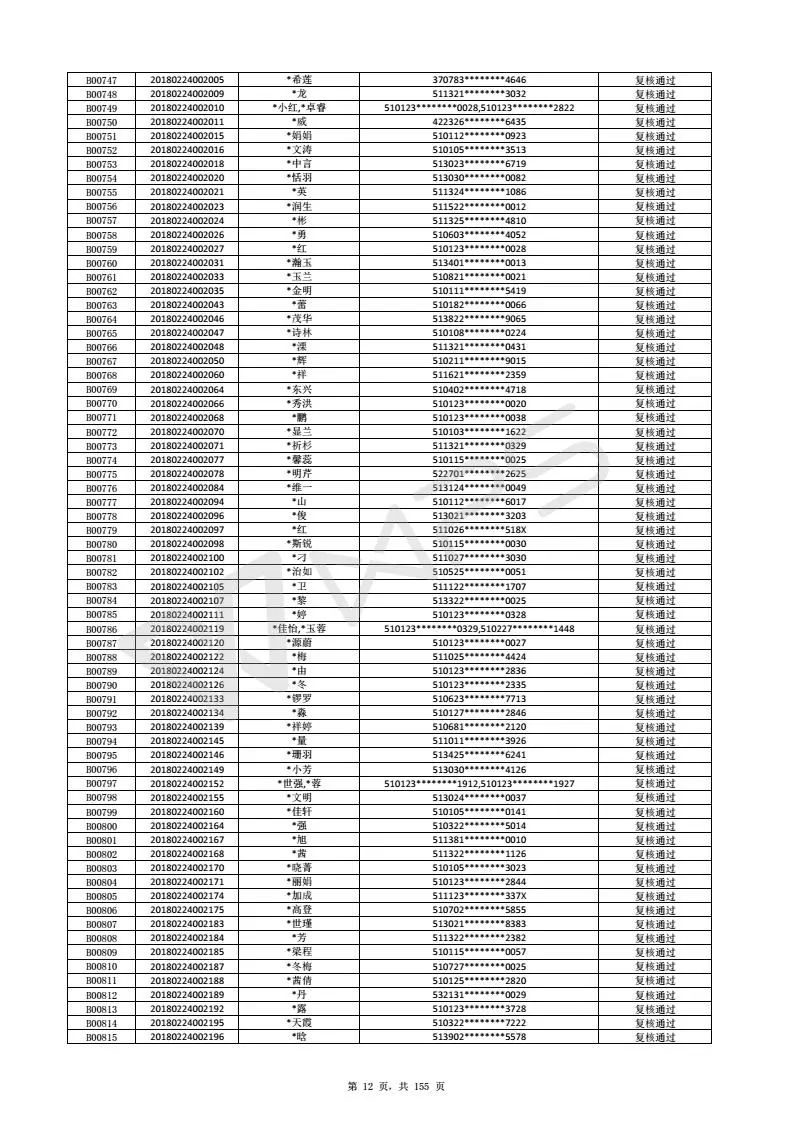 B00747 20180224002005 *希莲 370783********4646 复核通过
B00748 20180224002009 *龙 511321********3032 复核通过
B00749 20180224002010 *小红,*卓睿 510123********0028,510123********2822 复核通过
B00750 20180224002011 *威 422326********6435 复核通过
B00751 20180224002015 *娟娟 510112********0923 复核通过
B00752 20180224002016 *文涛 510105********3513 复核通过
B00753 20180224002018 *中言 513023********6719 复核通过
B00754 20180224002020 *恬羽 513030********0082 复核通过
B00755 20180224002021 *英 511324********1086 复核通过
B00756 20180224002023 *润生 511522********0012 复核通过
B00757 20180224002024 *彬 511325********4810 复核通过
B00758 20180224002026 *勇 510603********4052 复核通过
B00759 20180224002027 *红 510123********0028 复核通过
B00760 20180224002031 *瀚玉 513401********0013 复核通过
B00761 20180224002033 *玉兰 510821********0021 复核通过
B00762 20180224002035 *金明 510111********5419 复核通过
B00763 20180224002043 *蕾 510182********0066 复核通过
B00764 20180224002046 *茂华 513822********9065 复核通过
B00765 20180224002047 *诗林 510108********0224 复核通过
B00766 20180224002048 *溧 511321********0431 复核通过
B00767 20180224002050 *辉 510211********9015 复核通过
B00768 20180224002060 *祥 511621********2359 复核通过
B00769 20180224002064 *东兴 510402********4718 复核通过
B00770 20180224002066 *秀洪 510123********0020 复核通过
B00771 20180224002068 *鹏 510123********0038 复核通过
B00772 20180224002070 *显兰 510103********1622 复核通过
B00773 20180224002071 *祈杉 511321********0329 复核通过
B00774 20180224002077 *馨蕊 510115********0025 复核通过
B00775 20180224002078 *明芹 522701********2625 复核通过
B00776 20180224002084 *维一 513124********0049 复核通过
B00777 20180224002094 *山 510112********6017 复核通过
B00778 20180224002096 *俊 513021********3203 复核通过
B00779 20180224002097 *红 511026********518X 复核通过
B00780 20180224002098 *斯锐 510115********0030 复核通过
B00781 20180224002100 *刁 511027********3030 复核通过
B00782 20180224002102 *治如 510525********0051 复核通过
B00783 20180224002105 *卫 511122********1707 复核通过
B00784 20180224002107 *黎 513322********0025 复核通过
B00785 20180224002111 *婷 510123********0328 复核通过
B00786 20180224002119 *佳怡,*玉蓉 510123********0329,510227********1448 复核通过
B00787 20180224002120 *源蔚 510123********0027 复核通过
B00788 20180224002122 *梅 511025********4424 复核通过
B00789 20180224002124 *由 510123********2836 复核通过
B00790 20180224002126 *冬 510123********2335 复核通过
B00791 20180224002133 *锣罗 510623********7713 复核通过
B00792 20180224002134 *淼 510127********2846 复核通过
B00793 20180224002139 *祥婷 510681********2120 复核通过
B00794 20180224002145 *量 511011********3926 复核通过
B00795 20180224002146 *珊羽 513425********6241 复核通过
B00796 20180224002149 *小芳 513030********4126 复核通过
B00797 20180224002152 *世强,*蓉 510123********1912,510123********1927 复核通过
B00798 20180224002155 *文明 513024********0037 复核通过
B00799 20180224002160 *佳轩 510105********0141 复核通过
B00800 20180224002164 *强 510322********5014 复核通过
B00801 20180224002167 *旭 511381********0010 复核通过
B00802 20180224002168 *茜 511322********1126 复核通过
B00803 20180224002170 *晓菁 510105********3023 复核通过
B00804 20180224002171 *丽娟 510123********2844 复核通过
B00805 20180224002174 *加成 511123********337X 复核通过
B00806 20180224002175 *高登 510702********5855 复核通过
B00807 20180224002183 *世瑾 513021********8383 复核通过
B00808 20180224002184 *芳 511322********2382 复核通过
B00809 20180224002185 *梁程 510115********0057 复核通过
B00810 20180224002187 *冬梅 510727********0025 复核通过
B00811 20180224002188 *茜倩 510125********2820 复核通过
B00812 20180224002189 *丹 532131********0029 复核通过
B00813 20180224002192 *露 510123********3728 复核通过
B00814 20180224002195 *天霞 510322********7222 复核通过
B00815 20180224002196 *晗 513902********5578 复核通过
WPS
第 12 页，共 155 页